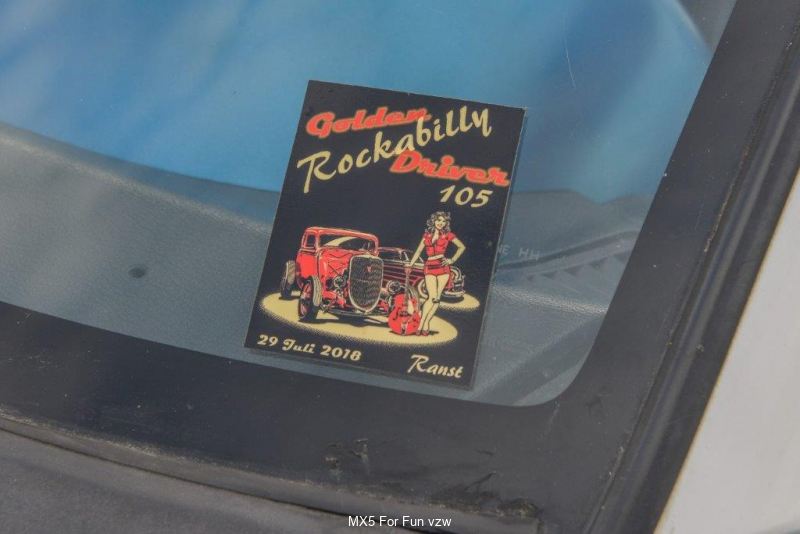 Golden
Rockabilly
Driver
105
29 Juli 2018
Ranst
MX5 For Fun vzw